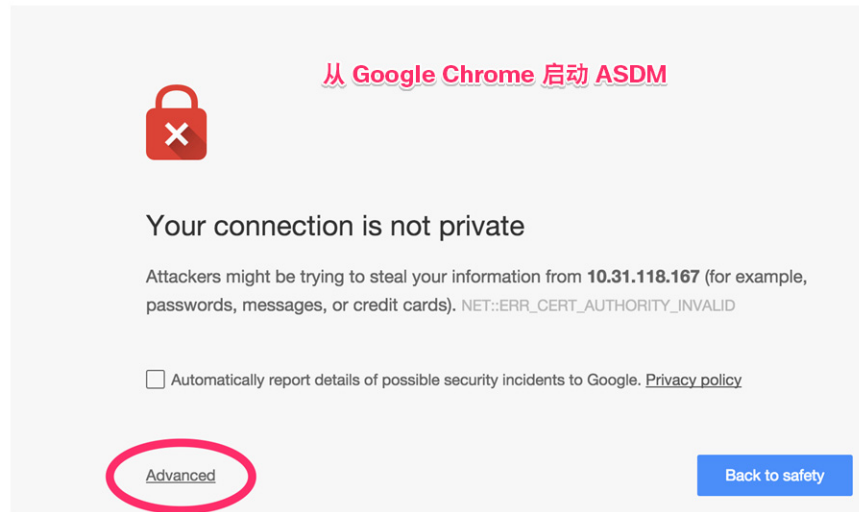 从 Google Chrome 启动 ASDM
Your connection is not private
Attackers might be trying to steal your information from 10.31.118.167 (for example,
passwords, messages, or credit cards). NET::ERR_CERT_AUTHORITY_INVALID
Automatically report details of possible security incidents to Google. Privacy policy
Advanced
Back to safety